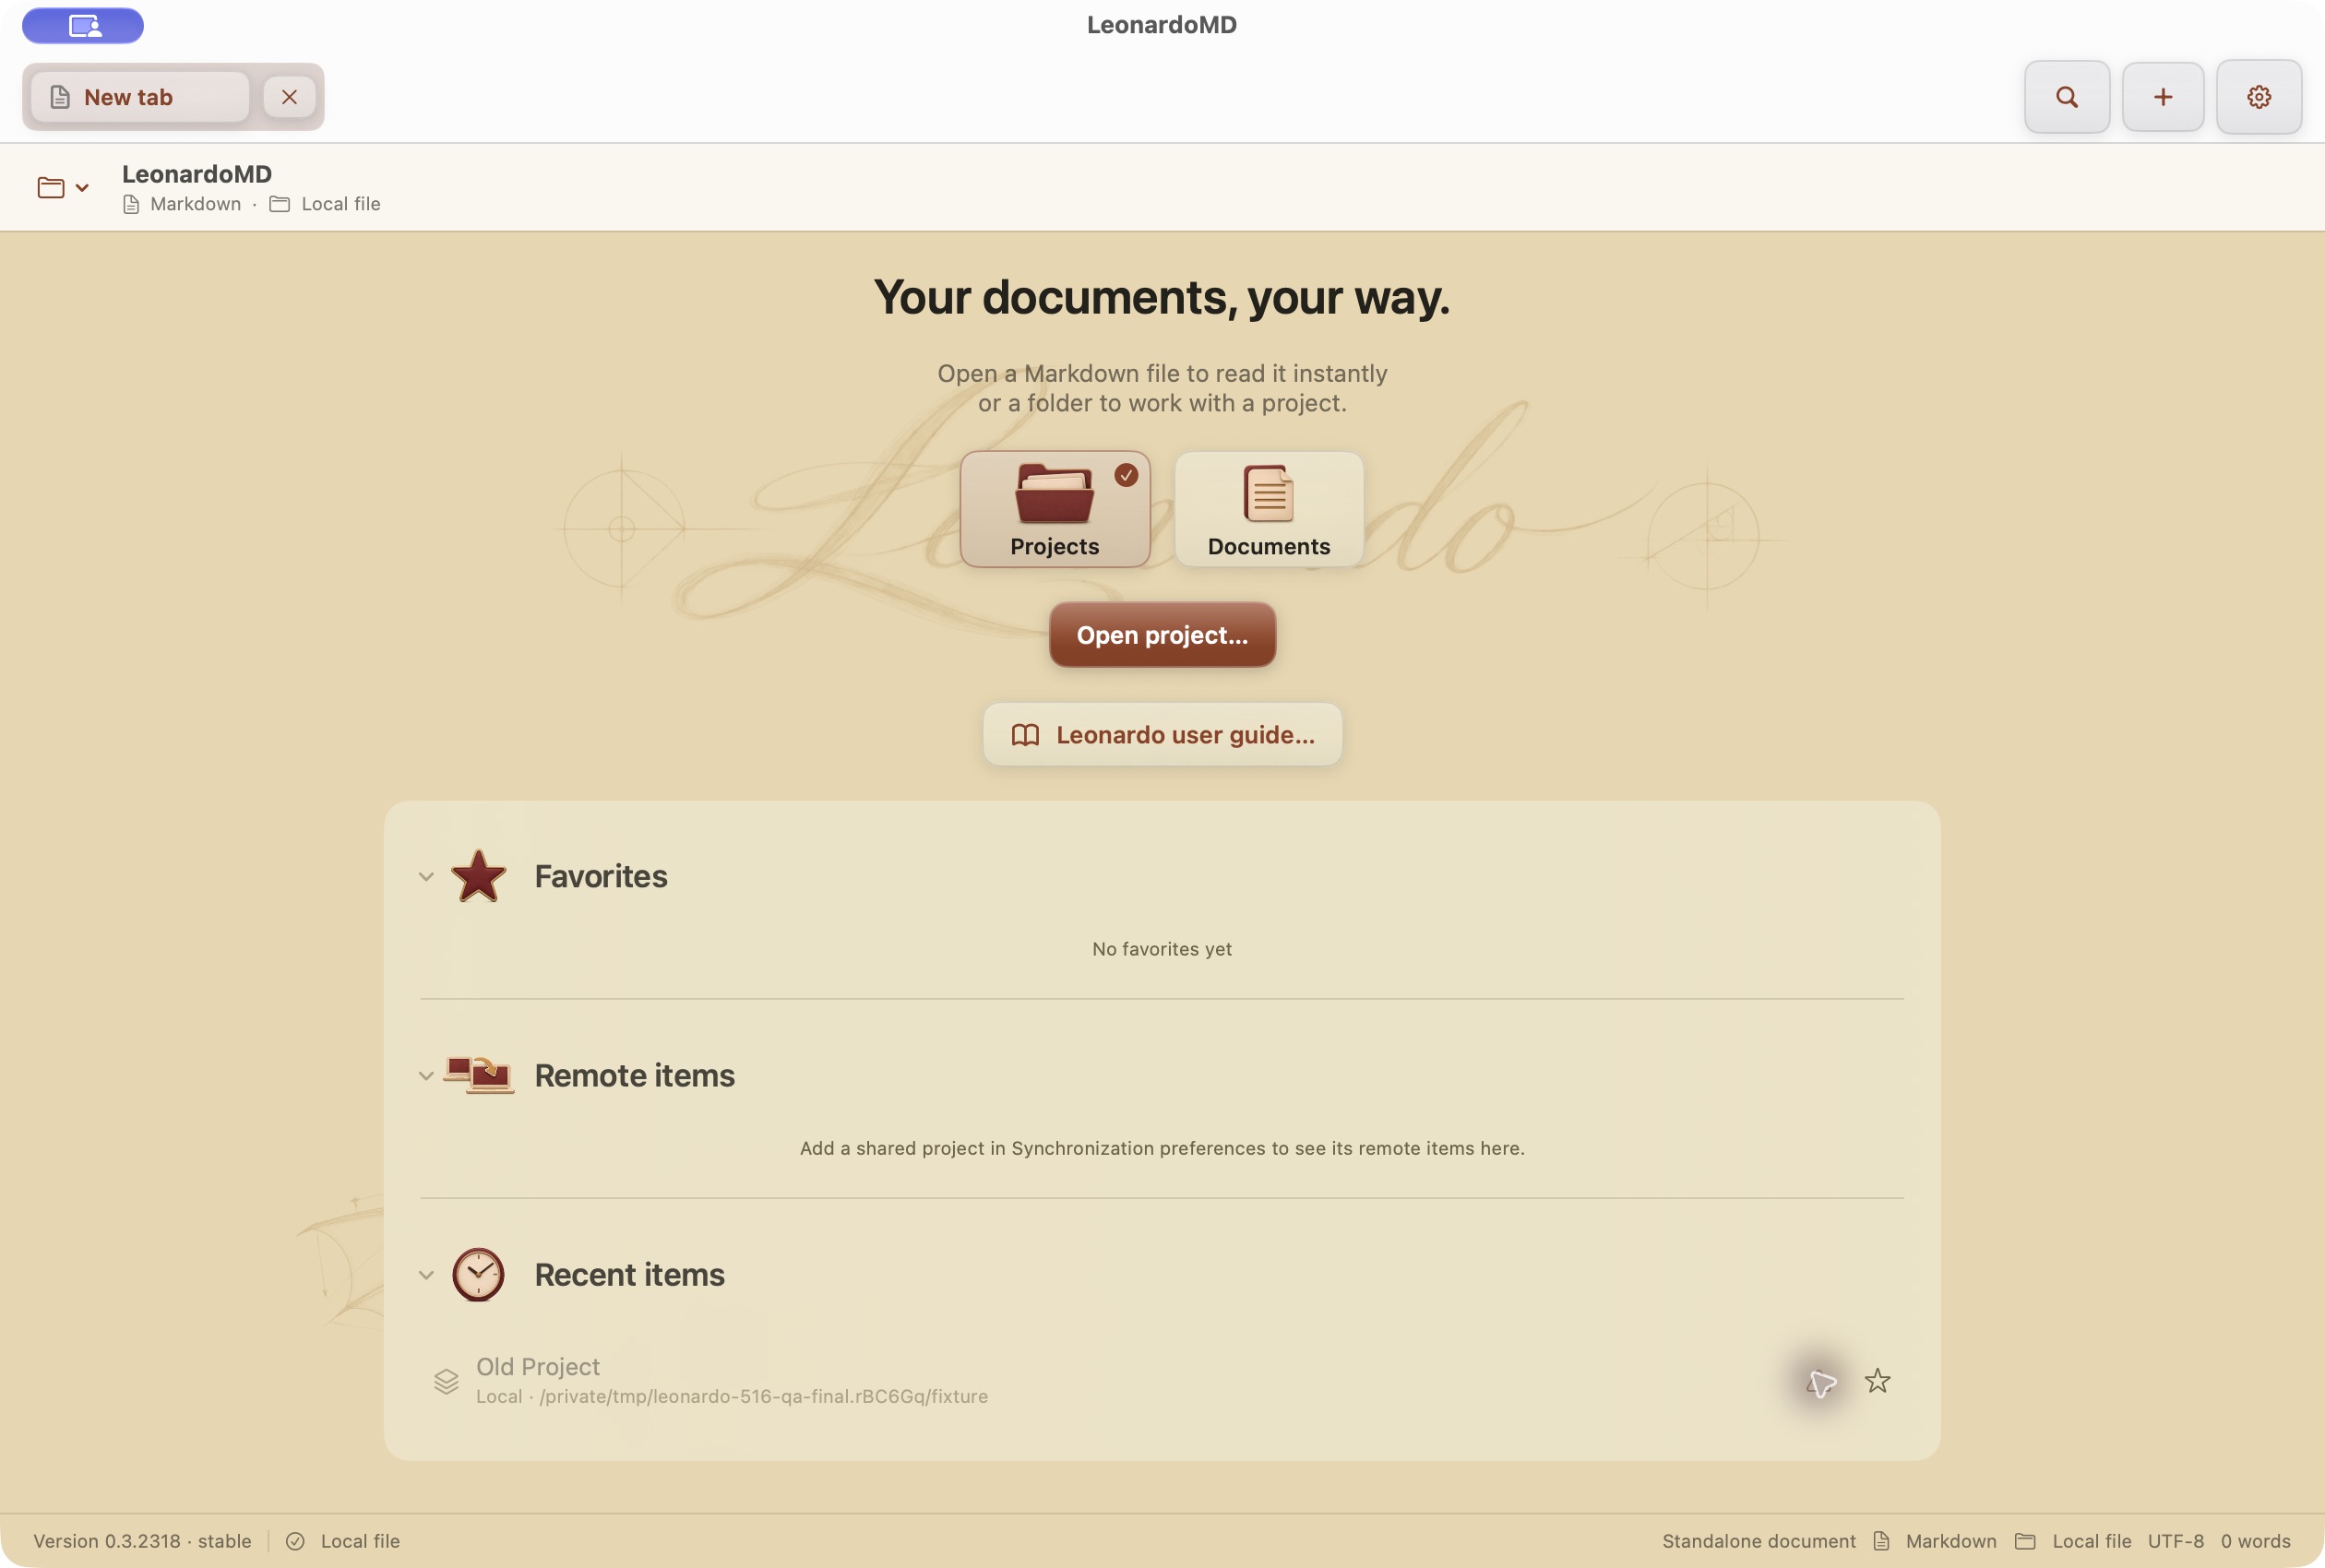 LeonardoMD
New tab
LeonardoMD
Markdown · Local file
Your documents, your way.
Open a Markdown file to read it instantly
or a folder to work with a project.
Leonardo
Projects
Documents
Open project...
Leonardo user guide...
Favorites
No favorites yet
Remote items
Add a shared project in Synchronization preferences to see its remote items here.
Recent items
Old Project
Local · /private/tmp/leonardo-516-qa-final.rBC6Gq/fixture
Version 0.3.2318 · stable Local file
Standalone document Markdown Local file UTF-8 0 words